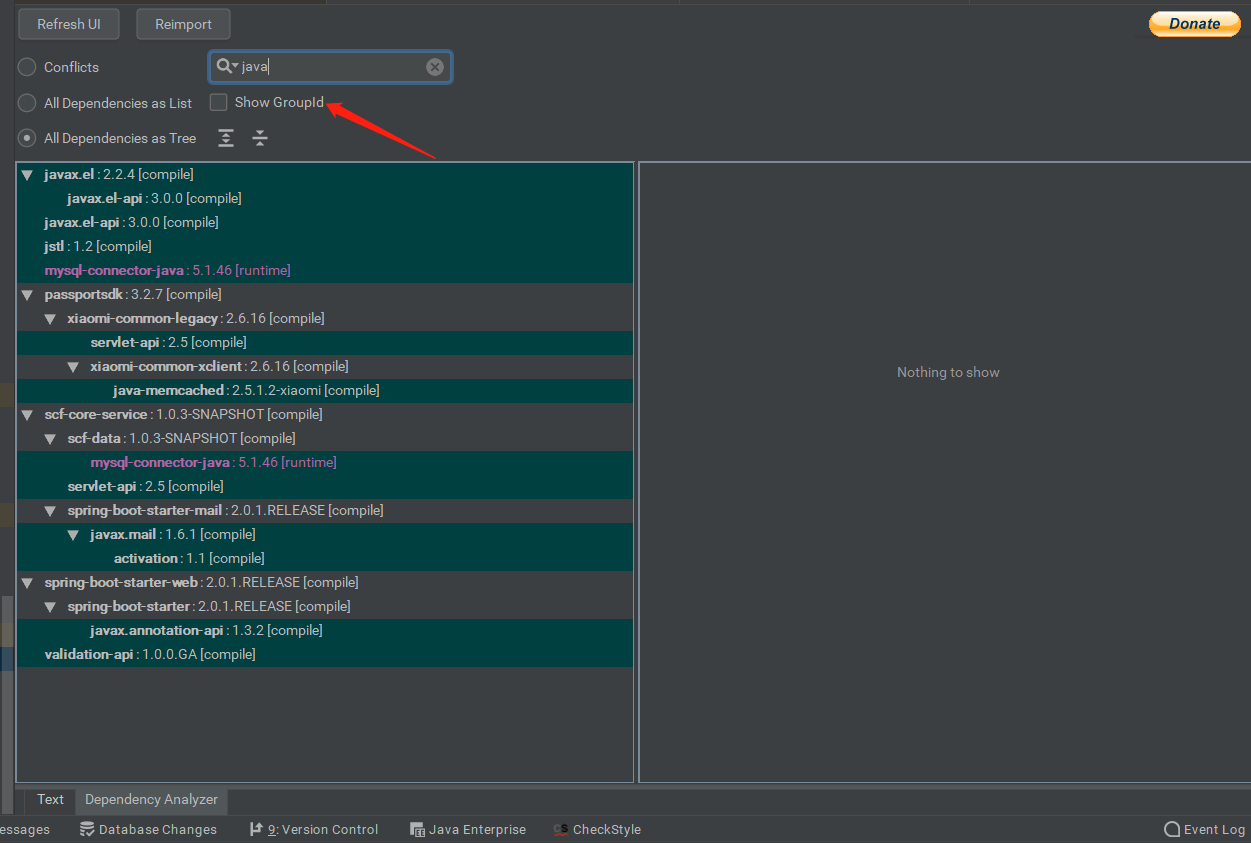 Refresh UI Reimport Donate
Conflicts java
All Dependencies as List Show GroupId
All Dependencies as Tree
javax.el : 2.2.4 [compile]
javax.el-api : 3.0.0 [compile]
javax.el-api : 3.0.0 [compile]
jstl : 1.2 [compile]
mysql-connector-java : 5.1.46 [runtime]
passportsdk : 3.2.7 [compile]
xiaomi-common-legacy : 2.6.16 [compile]
servlet-api : 2.5 [compile]
xiaomi-common-xclient : 2.6.16 [compile]
java-memcached : 2.5.1.2-xiaomi [compile]
scf-core-service : 1.0.3-SNAPSHOT [compile]
scf-data : 1.0.3-SNAPSHOT [compile]
mysql-connector-java : 5.1.46 [runtime]
servlet-api : 2.5 [compile]
spring-boot-starter-mail : 2.0.1.RELEASE [compile]
javax.mail : 1.6.1 [compile]
activation : 1.1 [compile]
spring-boot-starter-web : 2.0.1.RELEASE [compile]
spring-boot-starter : 2.0.1.RELEASE [compile]
javax.annotation-api : 1.3.2 [compile]
validation-api : 1.0.0.GA [compile]
Nothing to show
Text Dependency Analyzer
essages Database Changes 9: Version Control Java Enterprise CS CheckStyle Event Log